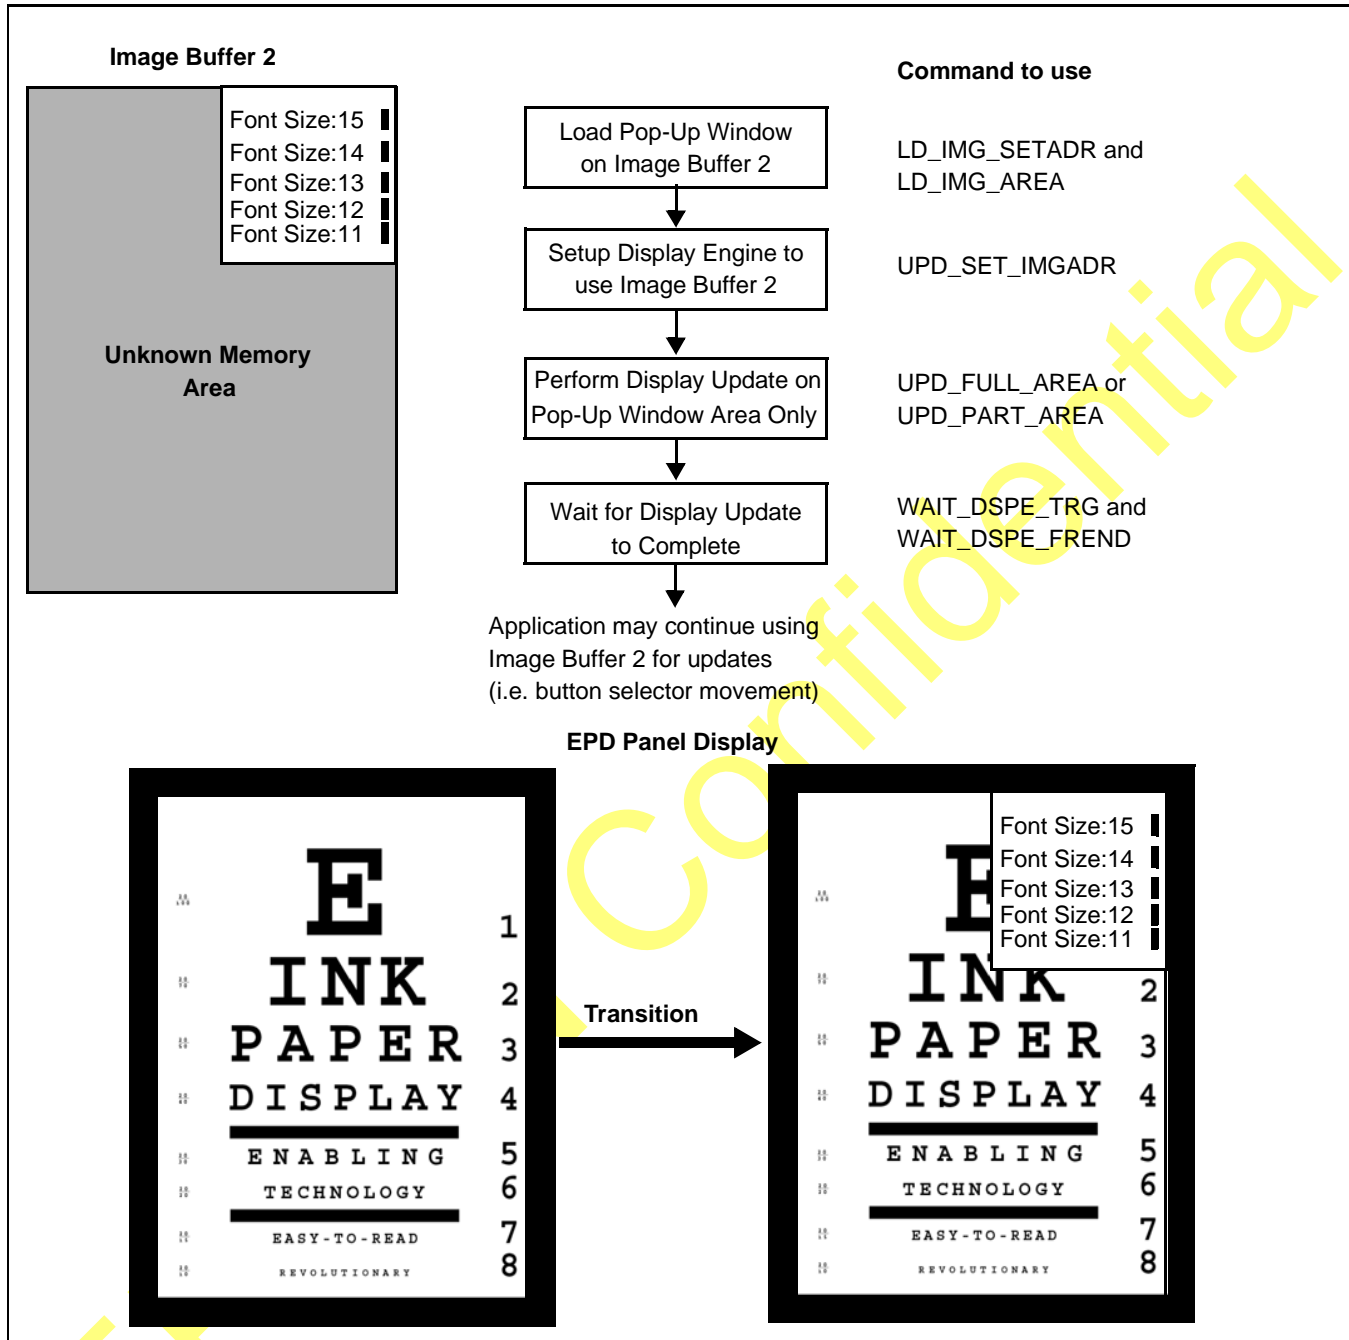 Image Buffer 2
Font Size:15
Font Size:14
Font Size:13
Font Size:12
Font Size:11
Unknown Memory
Area
Load Pop-Up Window
on Image Buffer 2
Setup Display Engine to
use Image Buffer 2
Perform Display Update on
Pop-Up Window Area Only
Wait for Display Update
to Complete
Application may continue using
Image Buffer 2 for updates
(i.e. button selector movement)
Command to use
LD_IMG_SETADR and
LD_IMG_AREA
UPD_SET_IMGADR
UPD_FULL_AREA or
UPD_PART_AREA
WAIT_DSPE_TRG and
WAIT_DSPE_FREND
EPD Panel Display
E 1
INK 2
PAPER 3
DISPLAY 4
ENABLING 5
TECHNOLOGY 6
EASY-TO-READ 7
REVOLUTIONARY 8
Transition
Font Size:15
Font Size:14
Font Size:13
Font Size:12
Font Size:11
E
INK 2
PAPER 3
DISPLAY 4
ENABLING 5
TECHNOLOGY 6
EASY-TO-READ 7
REVOLUTIONARY 8
Confidential